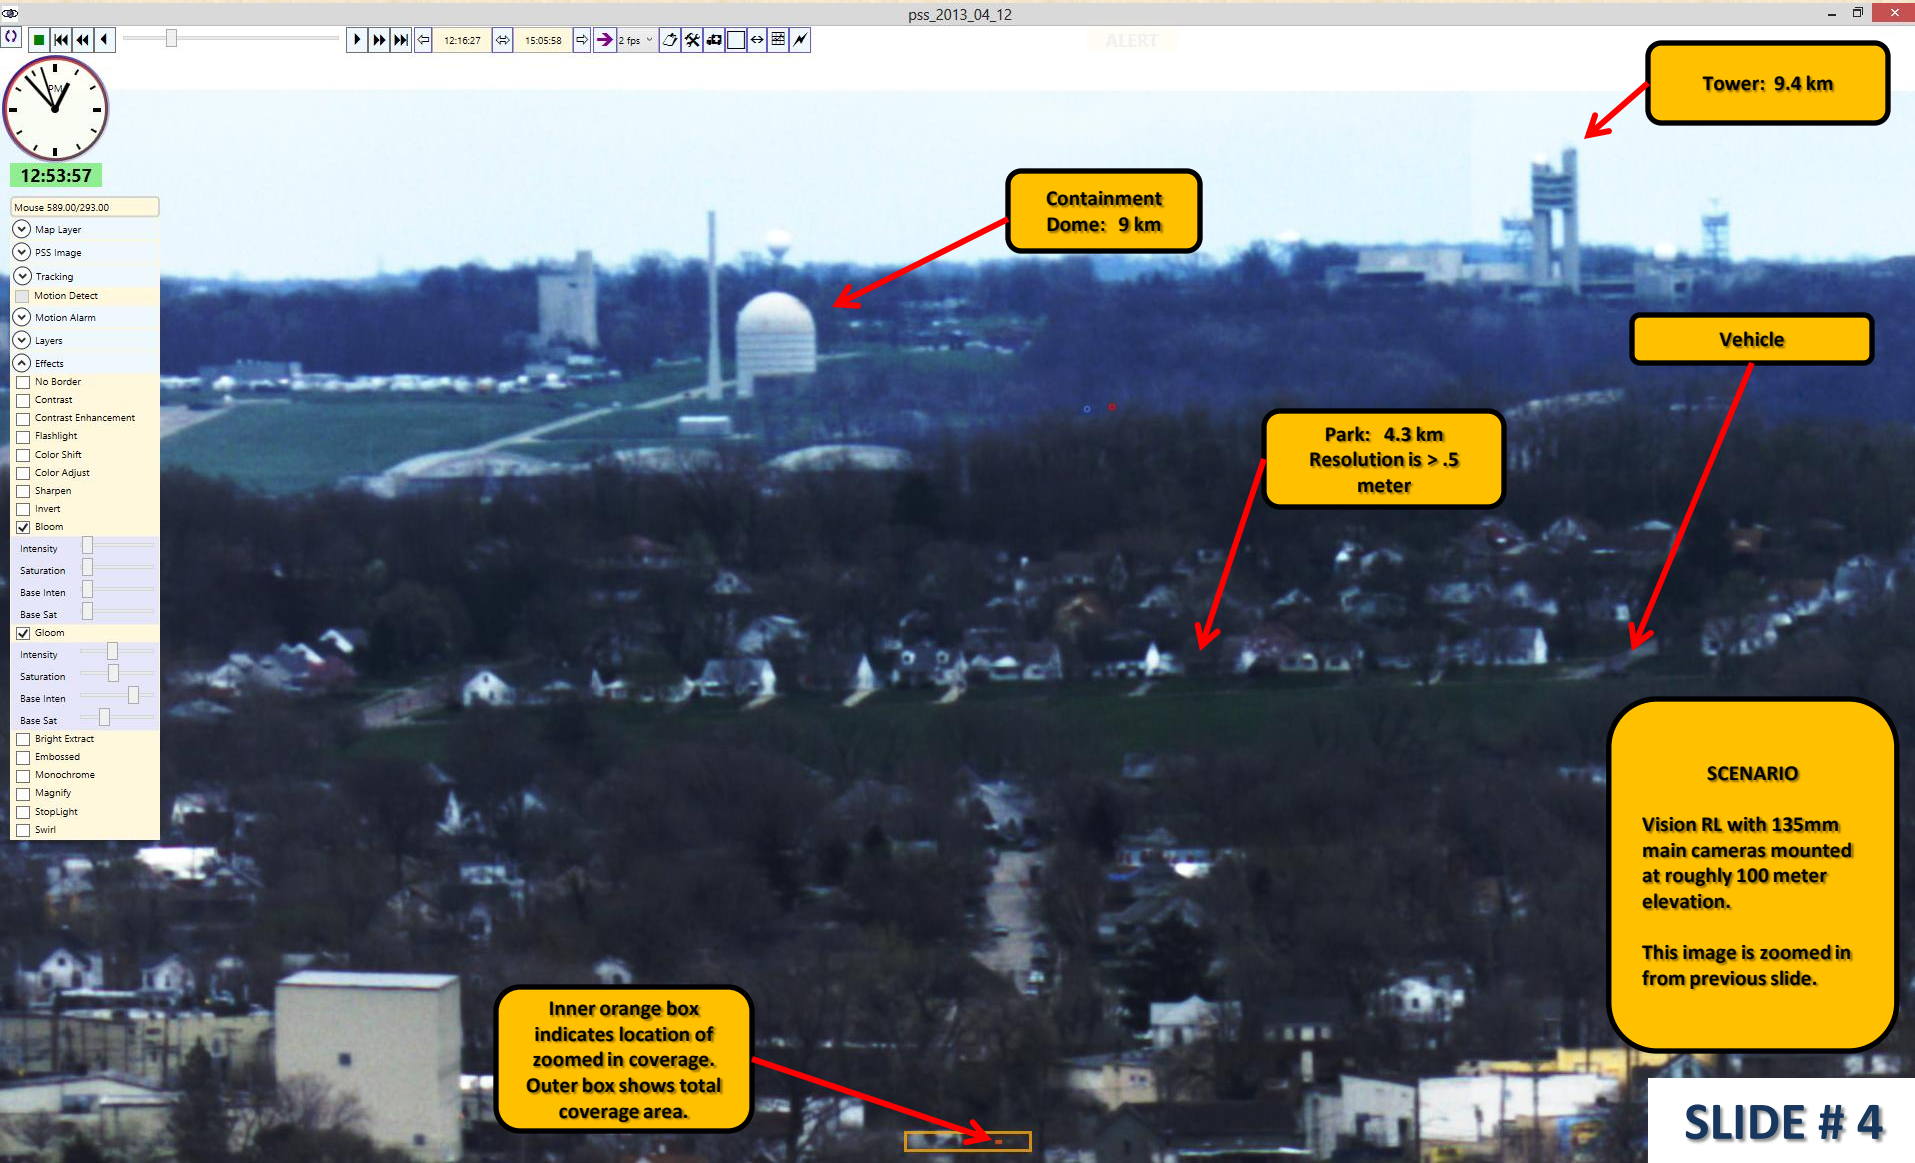 pss_2013_04_12
12:16:27
15:05:58
2 fps
ALERT
PM
12:53:57
Mouse 589.00/293.00
Map Layer
PSS Image
Tracking
Motion Detect
Motion Alarm
Layers
Effects
No Border
Contrast
Contrast Enhancement
Flashlight
Color Shift
Color Adjust
Sharpen
Invert
Bloom
Intensity
Saturation
Base Inten
Base Sat
Gloom
Intensity
Saturation
Base Inten
Base Sat
Bright Extract
Embossed
Monochrome
Magnify
StopLight
Swirl
Tower: 9.4 km
Containment
Dome: 9 km
Vehicle
Park: 4.3 km
Resolution is > .5
meter
SCENARIO
Vision RL with 135mm
main cameras mounted
at roughly 100 meter
elevation.
This image is zoomed in
from previous slide.
Inner orange box
indicates location of
zoomed in coverage.
Outer box shows total
coverage area.
SLIDE # 4